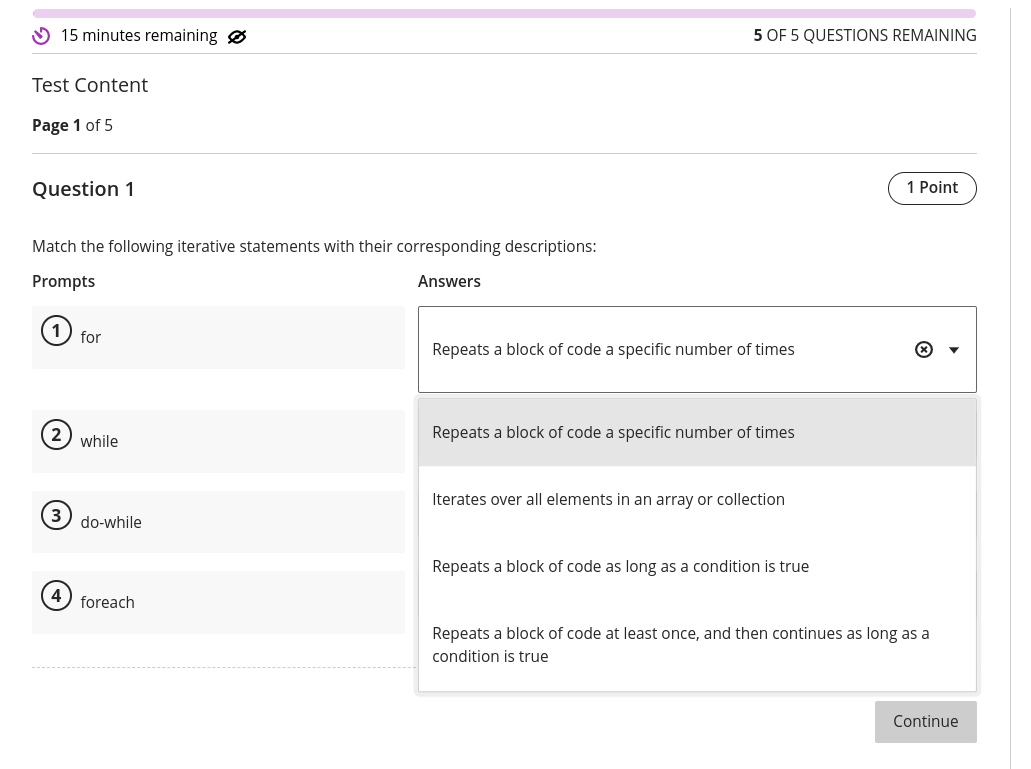 15 minutes remaining
5 OF 5 QUESTIONS REMAINING
Test Content
Page 1 of 5
Question 1
1 Point
Match the following iterative statements with their corresponding descriptions:
Prompts
Answers
1 for
Repeats a block of code a specific number of times
2 while
3 do-while
4 foreach
Repeats a block of code a specific number of times
Iterates over all elements in an array or collection
Repeats a block of code as long as a condition is true
Repeats a block of code at least once, and then continues as long as a
condition is true
Continue